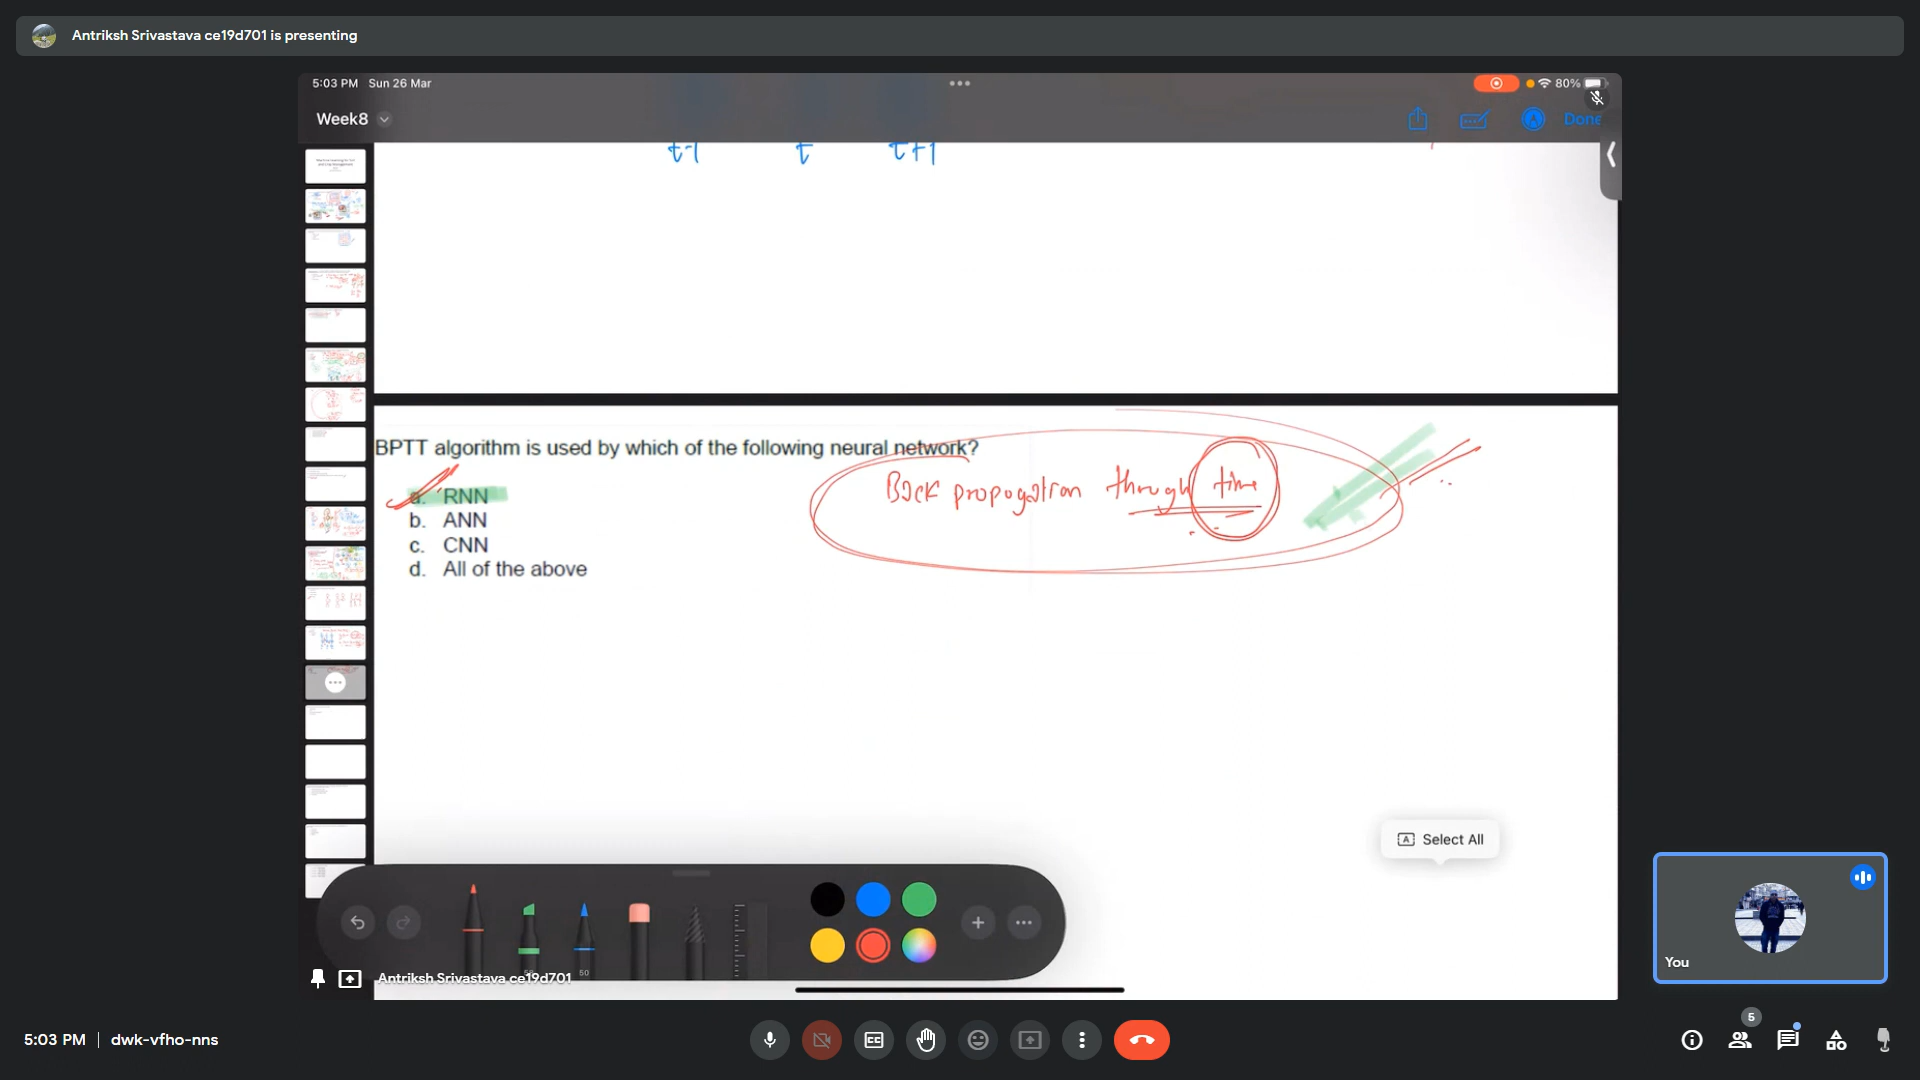 Antriksh Srivastava ce19d701 is presenting
5:03 PM Sun 26 Mar
80%
Week8
Done
t-1 t t+1
BPTT algorithm is used by which of the following neural network?
Back propogation through time
a. RNN
b. ANN
c. CNN
d. All of the above
Select All
50
Antriksh Srivastava ce19d701
You
5:03 PM | dwk-vfho-nns
5